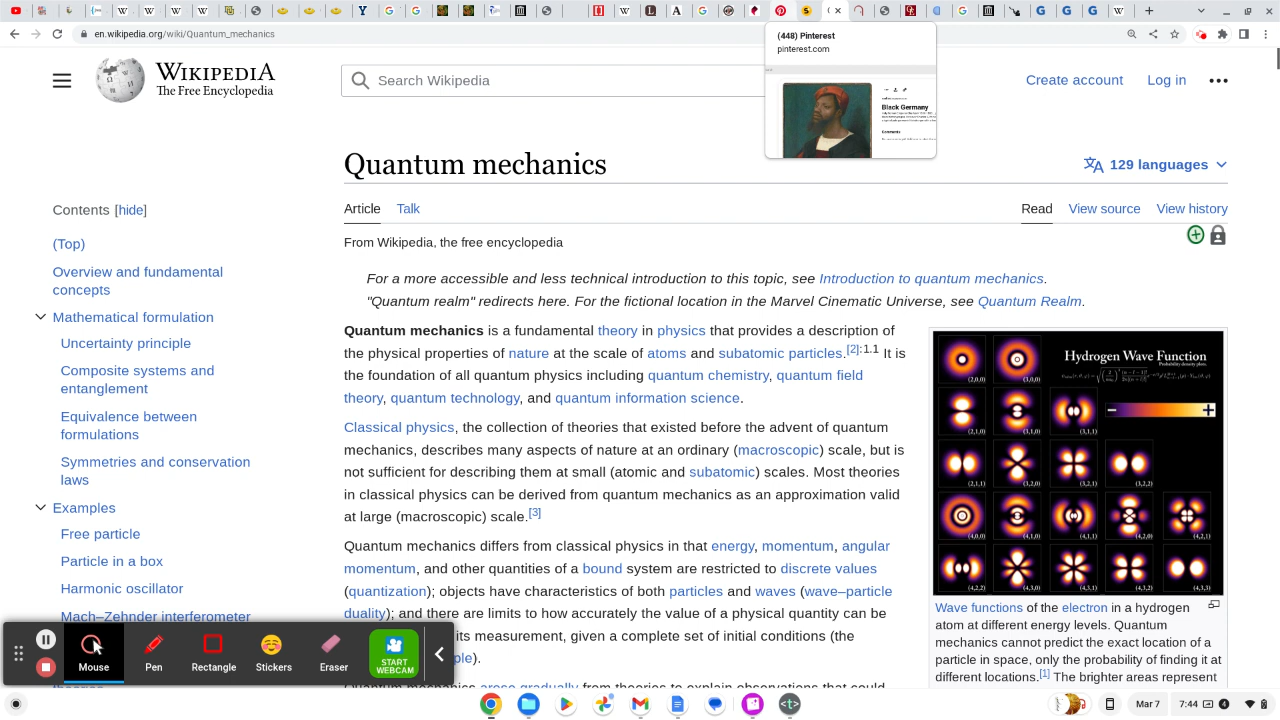 en.wikipedia.org/wiki/Quantum_mechanics
(448) Pinterest
pinterest.com
Black Germany
Comments
WIKIPEDIA
The Free Encyclopedia
Search Wikipedia
Create account
Log in
Quantum mechanics
129 languages
Contents [hide]
Article
Talk
Read
View source
View history
(Top)
From Wikipedia, the free encyclopedia
Overview and fundamental
concepts
Mathematical formulation
Uncertainty principle
Composite systems and
entanglement
Equivalence between
formulations
Symmetries and conservation
laws
Examples
Free particle
Particle in a box
Harmonic oscillator
Mach–Zehnder interferometer
For a more accessible and less technical introduction to this topic, see Introduction to quantum mechanics.
"Quantum realm" redirects here. For the fictional location in the Marvel Cinematic Universe, see Quantum Realm.
Quantum mechanics is a fundamental theory in physics that provides a description of
the physical properties of nature at the scale of atoms and subatomic particles.[2]:1.1 It is
the foundation of all quantum physics including quantum chemistry, quantum field
theory, quantum technology, and quantum information science.
Classical physics, the collection of theories that existed before the advent of quantum
mechanics, describes many aspects of nature at an ordinary (macroscopic) scale, but is
not sufficient for describing them at small (atomic and subatomic) scales. Most theories
in classical physics can be derived from quantum mechanics as an approximation valid
at large (macroscopic) scale.[3]
Quantum mechanics differs from classical physics in that energy, momentum, angular
momentum, and other quantities of a bound system are restricted to discrete values
(quantization); objects have characteristics of both particles and waves (wave–particle
duality); and there are limits to how accurately the value of a physical quantity can be
its measurement, given a complete set of initial conditions (the
ple).
Quantum mechanics arose gradually from theories to explain observations that could
Hydrogen Wave Function
Probability density plots.
(2,0,0)
(3,0,0)
(2,1,0)
(3,1,0)
(3,1,1)
− +
(2,1,1)
(3,2,0)
(3,2,1)
(3,2,2)
(4,0,0)
(4,1,0)
(4,1,1)
(4,2,0)
(4,2,1)
(4,2,2)
(4,3,0)
(4,3,1)
(4,3,2)
(4,3,3)
Wave functions of the electron in a hydrogen
atom at different energy levels. Quantum
mechanics cannot predict the exact location of a
particle in space, only the probability of finding it at
different locations.[1] The brighter areas represent
Mouse
Pen
Rectangle
Stickers
Eraser
START
WEBCAM
Mar 7
7:44
4